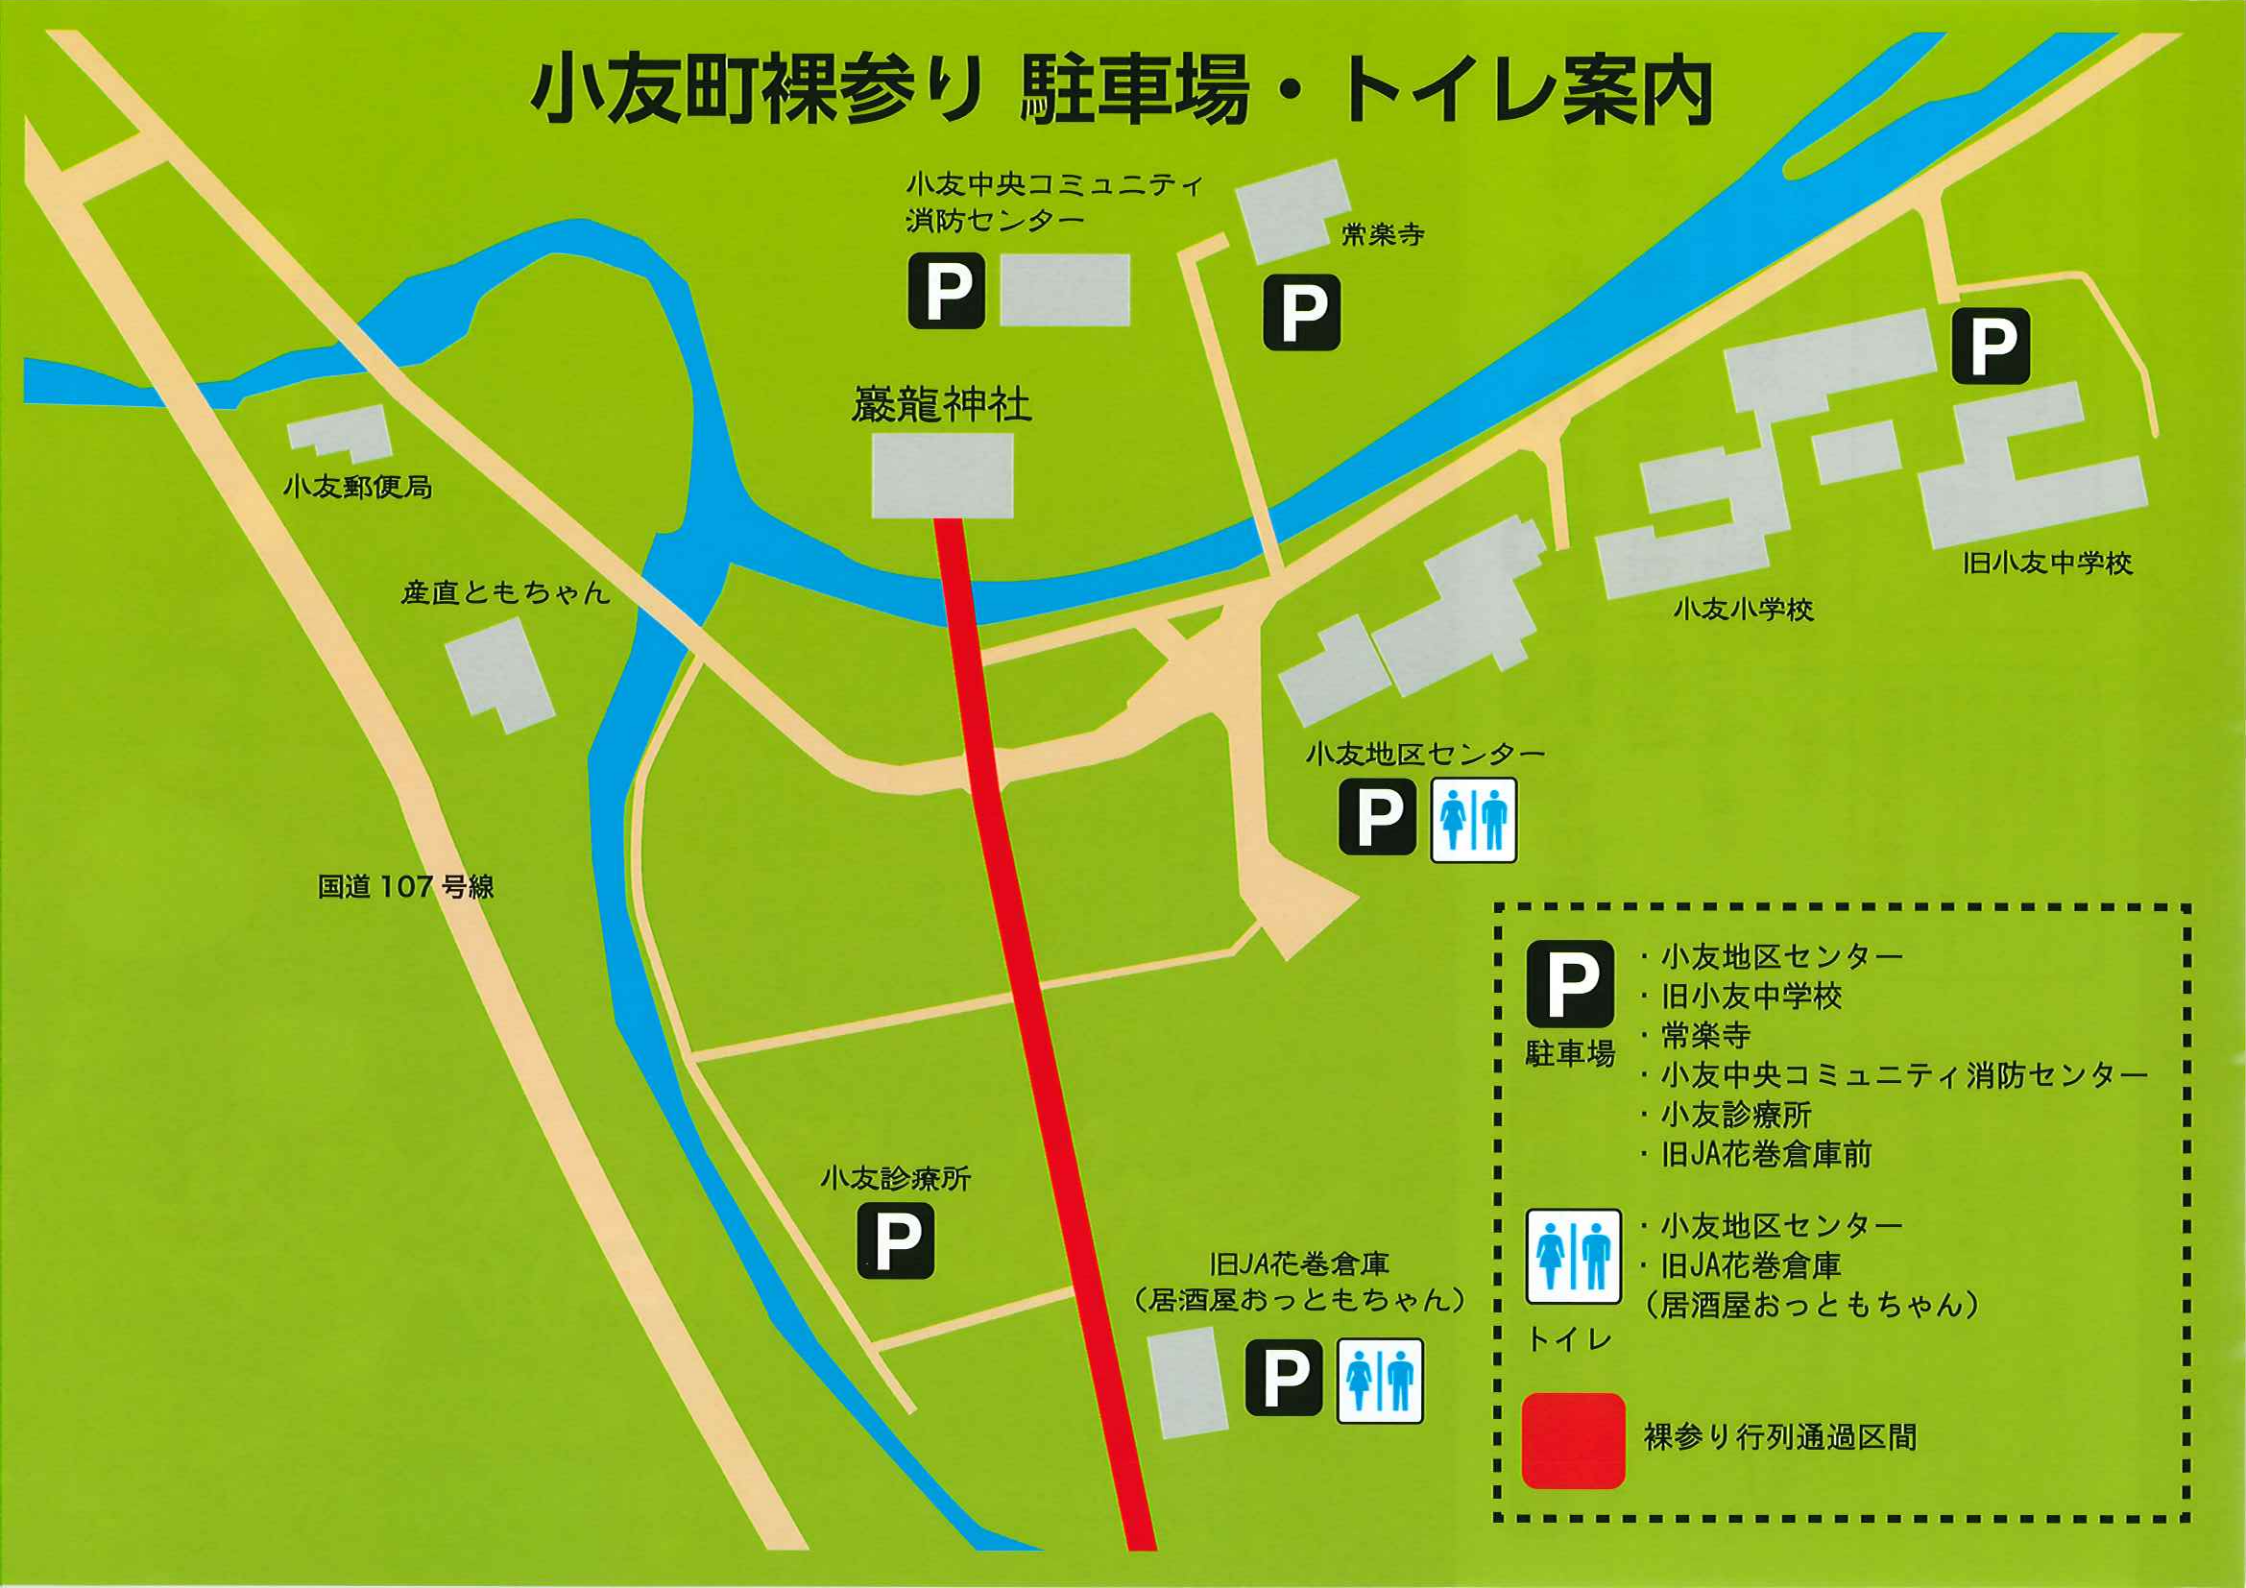 小友町裸参り 駐車場・トイレ案内
小友中央コミュニティ
消防センター
P
常楽寺
P
P
巖龍神社
小友郵便局
産直ともちゃん
旧小友中学校
小友小学校
小友地区センター
P
国道107号線
小友診療所
P
旧JA花巻倉庫
（居酒屋おっともちゃん）
P
P
駐車場
・小友地区センター
・旧小友中学校
・常楽寺
・小友中央コミュニティ消防センター
・小友診療所
・旧JA花巻倉庫前
トイレ
・小友地区センター
・旧JA花巻倉庫
（居酒屋おっともちゃん）
裸参り行列通過区間